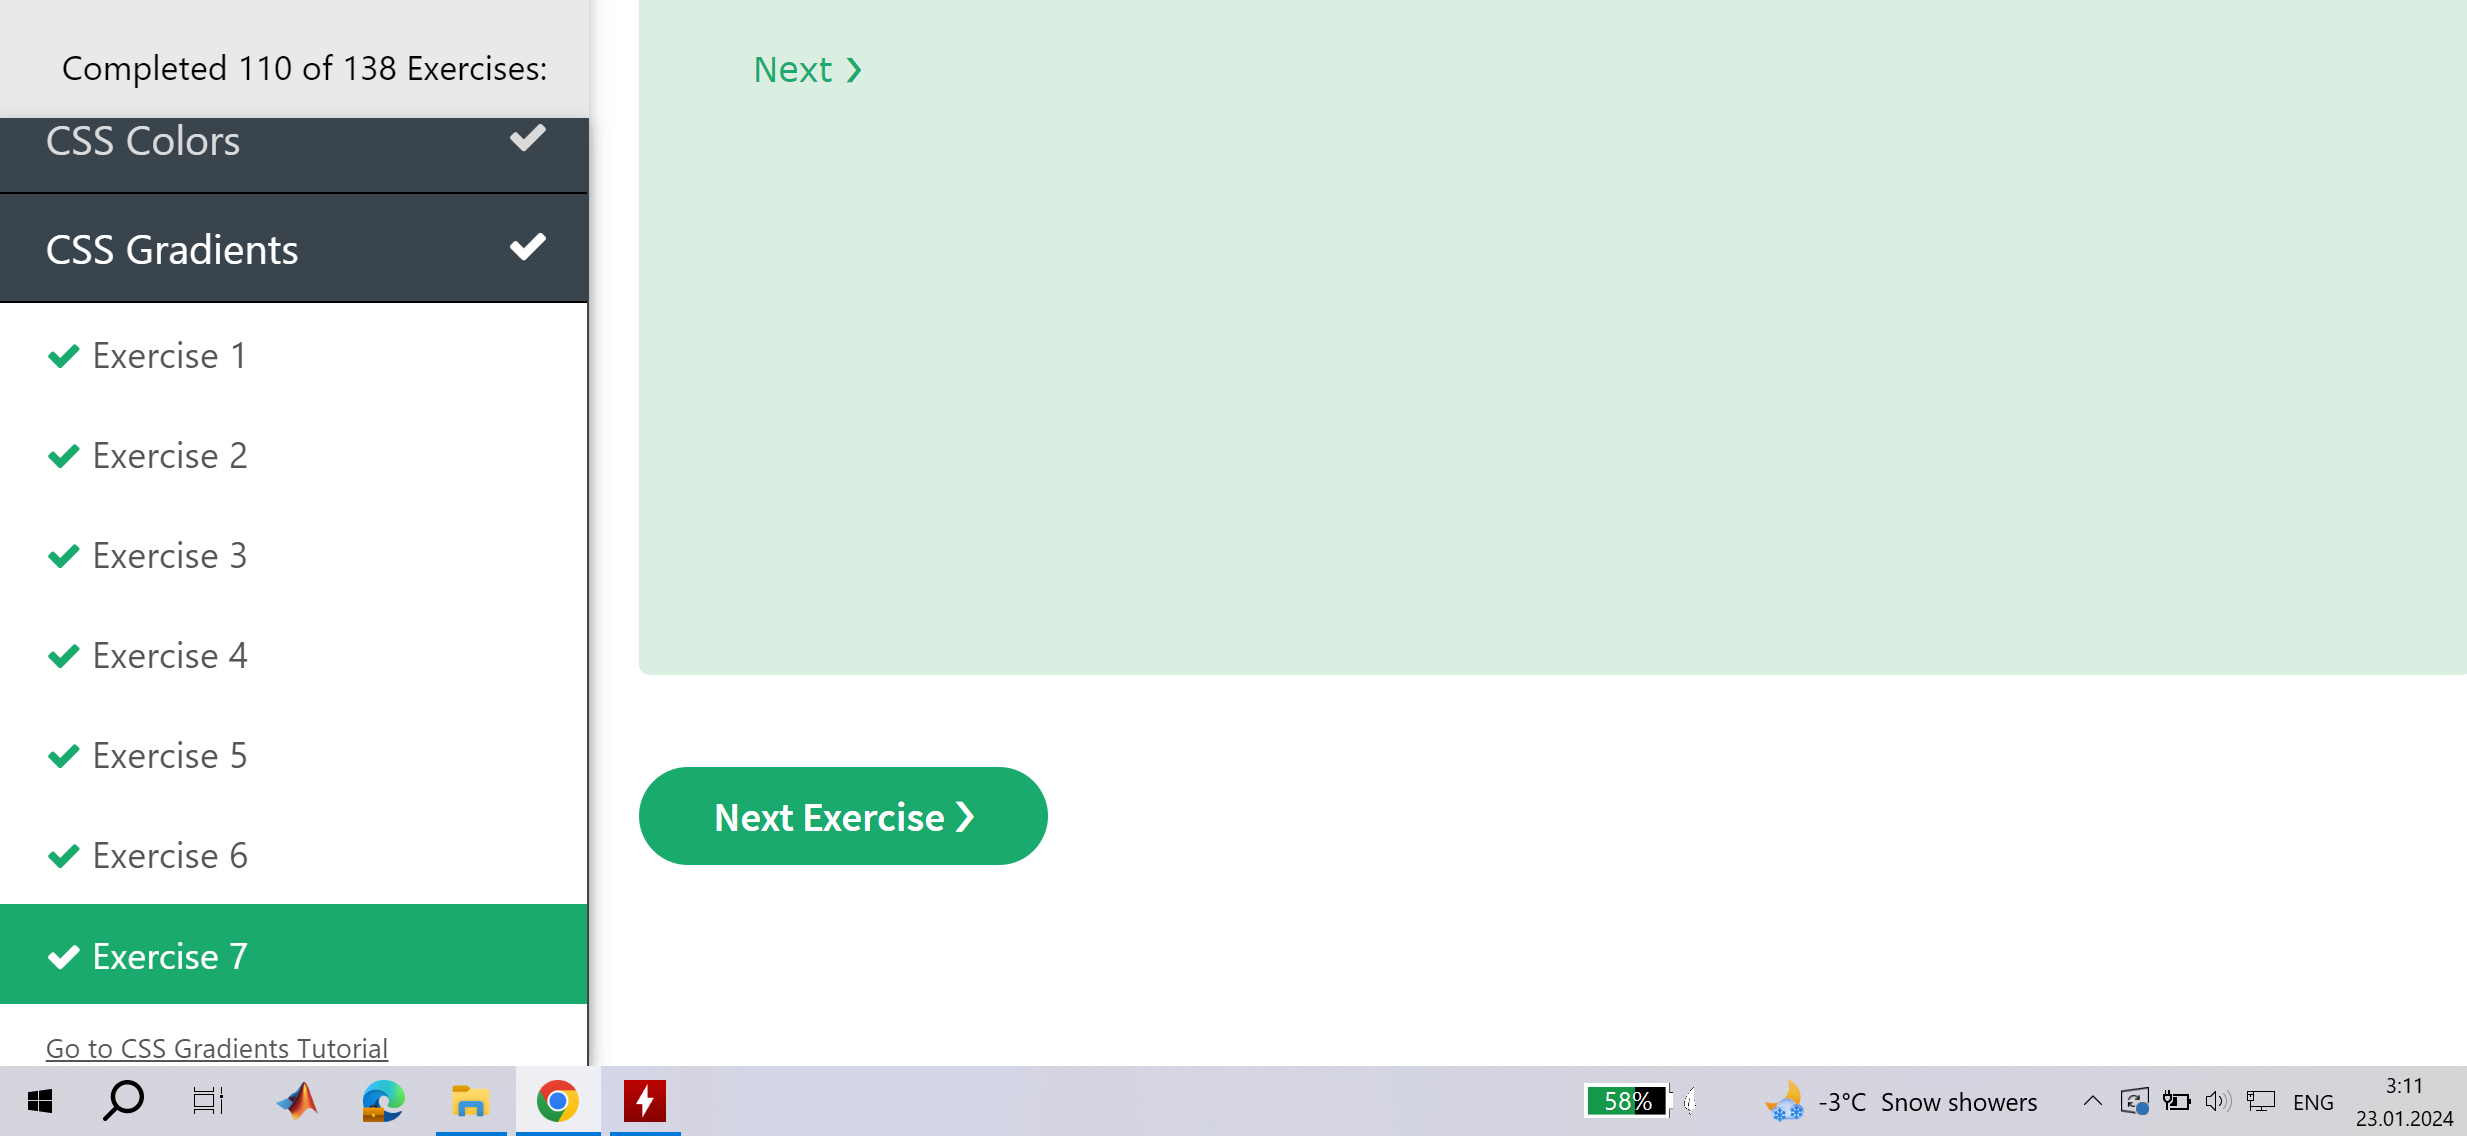 Completed 110 of 138 Exercises:
CSS Colors
CSS Gradients
Exercise 1
Exercise 2
Exercise 3
Exercise 4
Exercise 5
Exercise 6
Exercise 7
Go to CSS Gradients Tutorial
Next ❯
Next Exercise ❯
58%
-3°C Snow showers
ENG
3:11
23.01.2024